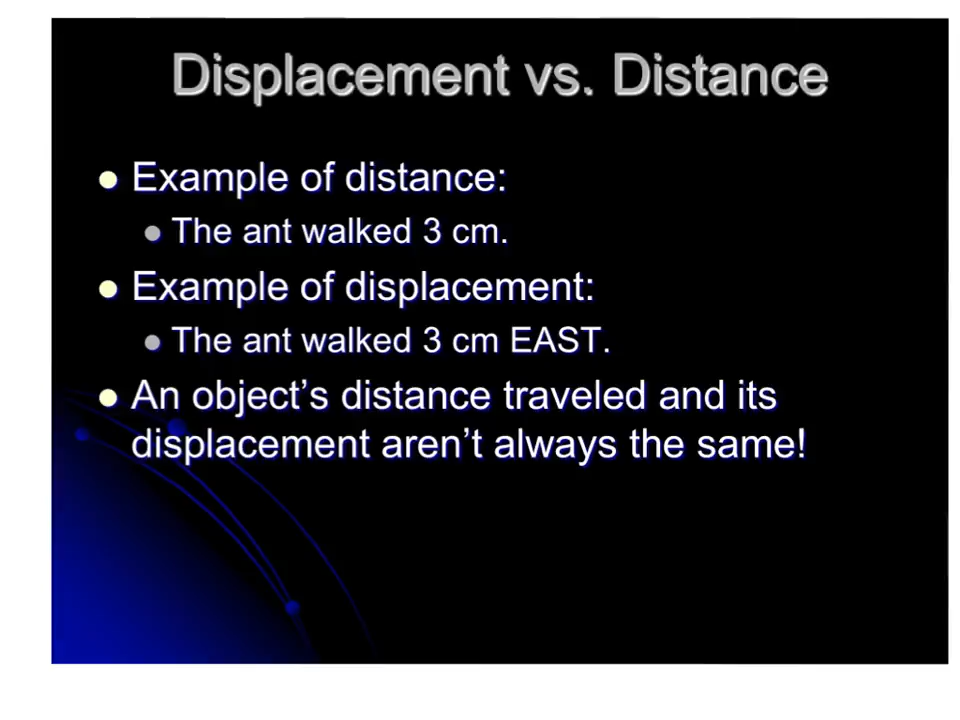 Displacement vs. Distance
Example of distance:
The ant walked 3 cm.
Example of displacement:
The ant walked 3 cm EAST.
An object’s distance traveled and its
displacement aren’t always the same!